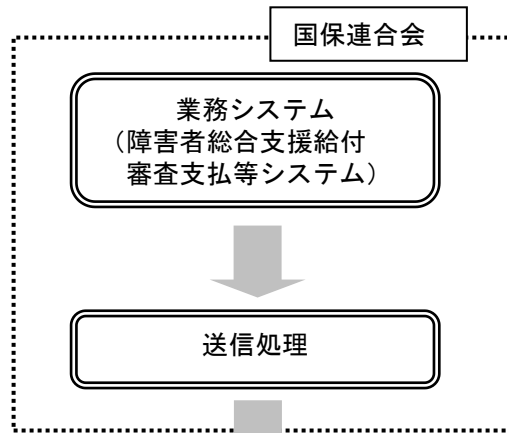 国保連合会
業務システム
（障害者総合支援給付
審査支払等システム）
送信処理